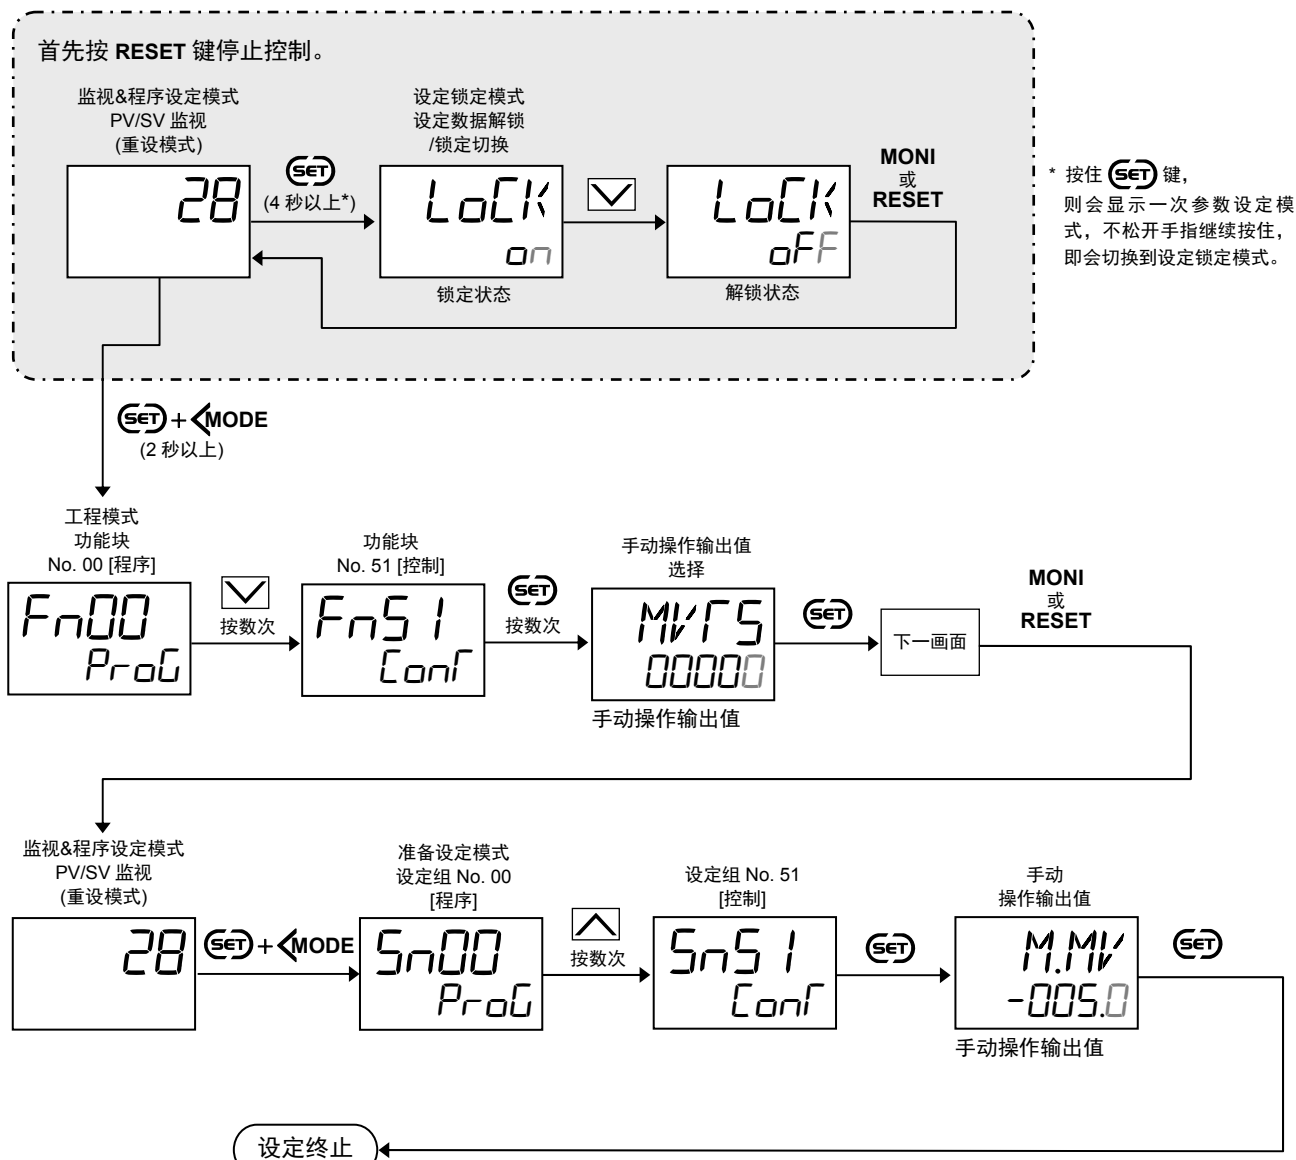 首先按 RESET 键停止控制。
监视&程序设定模式
PV/SV 监视
(重设模式)
28
SET
(4 秒以上*)
设定锁定模式
设定数据解锁
/锁定切换
LoCK
on
锁定状态
LoCK
oFF
解锁状态
MONI
或
RESET
* 按住 SET 键,
则会显示一次参数设定模
式，不松开手指继续按住，
即会切换到设定锁定模式。
SET + MODE
(2 秒以上)
工程模式
功能块
No. 00 [程序]
Fn00
ProG
按数次
功能块
No. 51 [控制]
Fn51
ConT
SET
按数次
手动操作输出值
选择
MVTS
00000
手动操作输出值
SET
下一画面
MONI
或
RESET
监视&程序设定模式
PV/SV 监视
(重设模式)
28
SET + MODE
准备设定模式
设定组 No. 00
[程序]
Sn00
ProG
按数次
设定组 No. 51
[控制]
Sn51
ConT
SET
手动
操作输出值
M.MV
-005.0
手动操作输出值
SET
设定终止